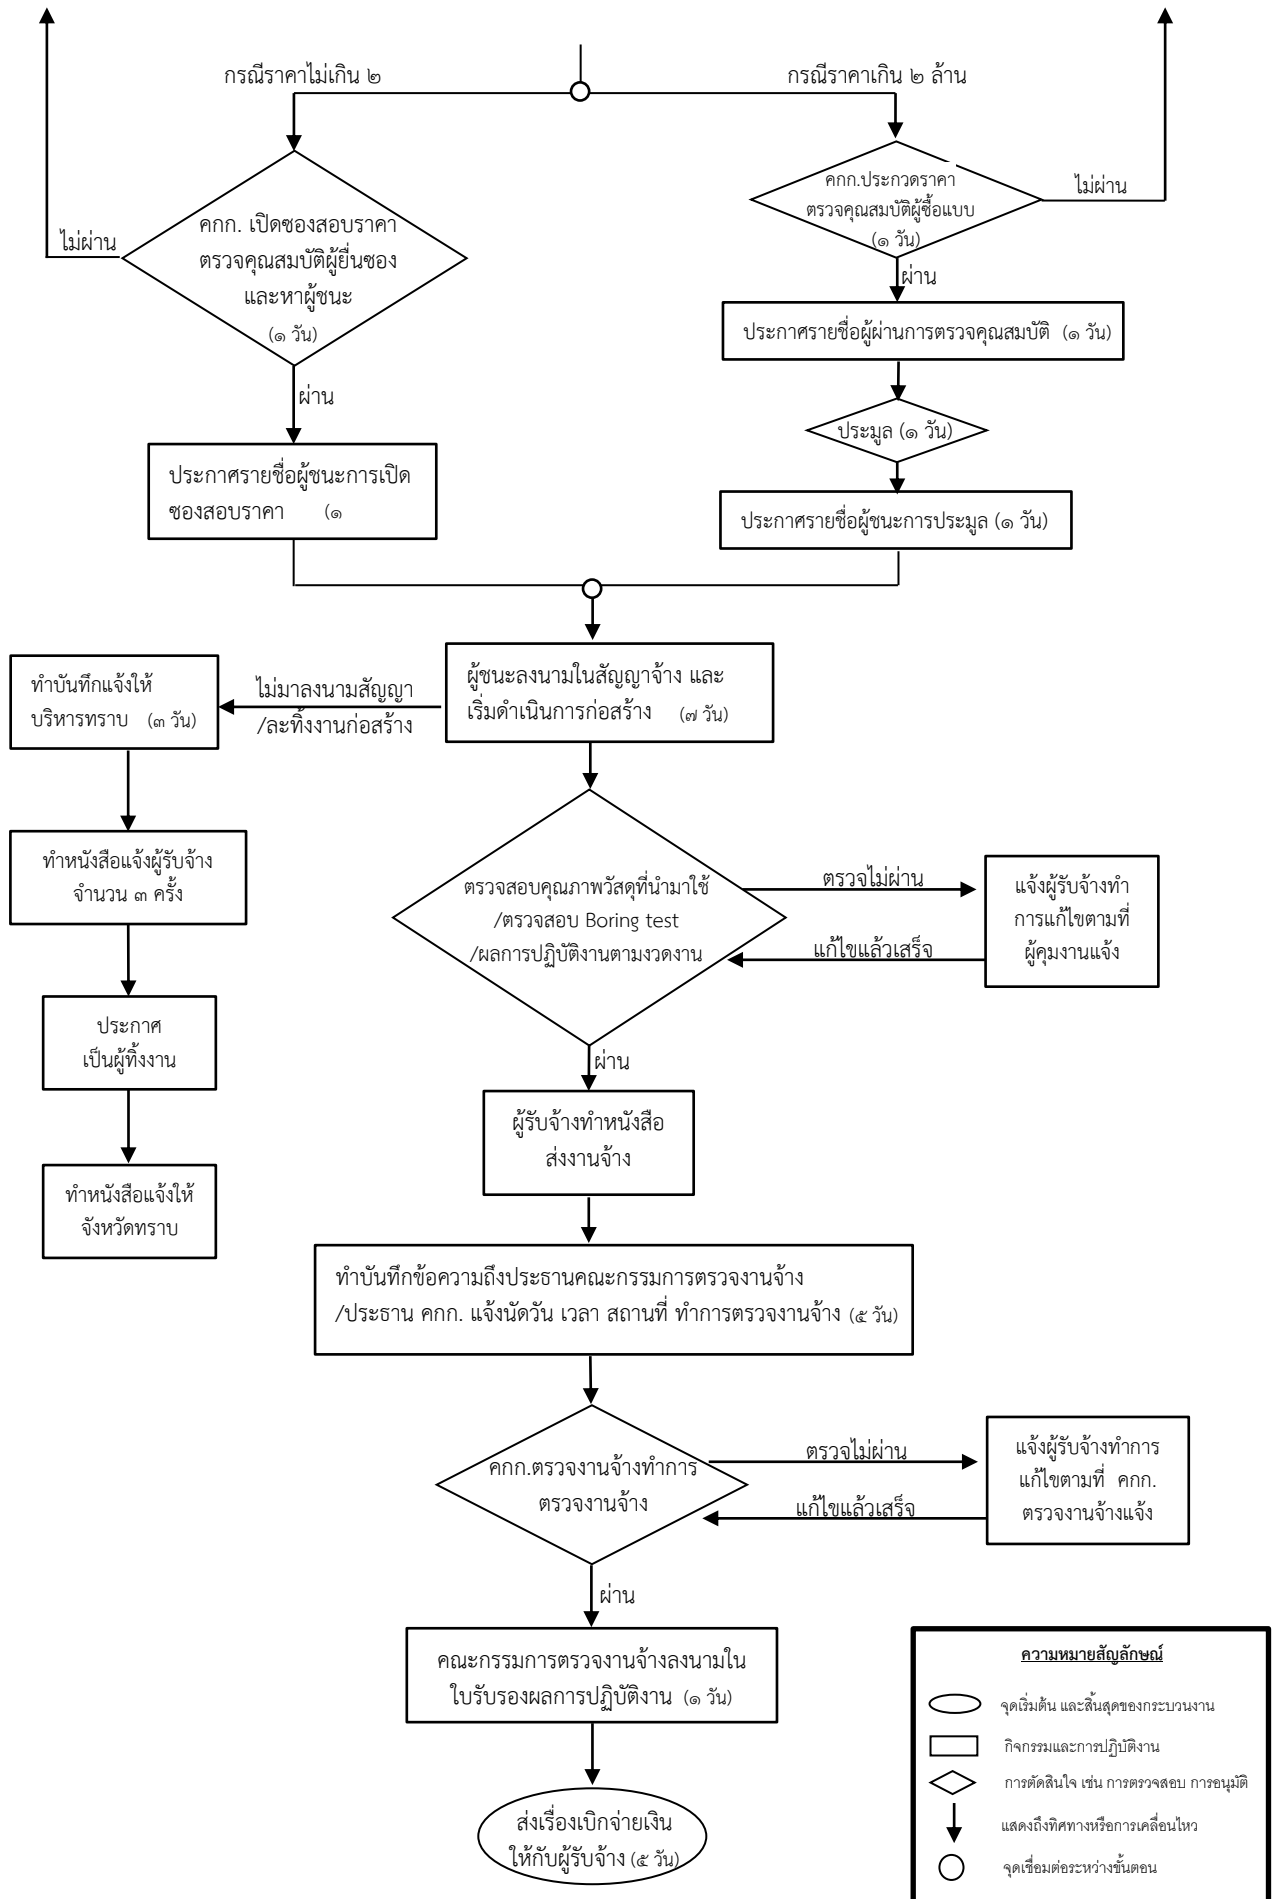 กรณีราคาไม่เกิน ๒
กรณีราคาเกิน ๒ ล้าน
คกก. เปิดซองสอบราคา
ตรวจคุณสมบัติผู้ยื่นซอง
และหาผู้ชนะ
(๑ วัน)
ไม่ผ่าน
ผ่าน
คกก.ประกวดราคา
ตรวจคุณสมบัติผู้ซื้อแบบ
(๑ วัน)
ไม่ผ่าน
ผ่าน
ประกาศรายชื่อผู้ผ่านการตรวจคุณสมบัติ (๑ วัน)
ประมูล (๑ วัน)
ประกาศรายชื่อผู้ชนะการเปิด
ซองสอบราคา (๑
ประกาศรายชื่อผู้ชนะการประมูล (๑ วัน)
ผู้ชนะลงนามในสัญญาจ้าง และ
เริ่มดำเนินการก่อสร้าง (๗ วัน)
ไม่มาลงนามสัญญา
/ละทิ้งงานก่อสร้าง
ทำบันทึกแจ้งให้
บริหารทราบ (๓ วัน)
ทำหนังสือแจ้งผู้รับจ้าง
จำนวน ๓ ครั้ง
ประกาศ
เป็นผู้ทิ้งงาน
ทำหนังสือแจ้งให้
จังหวัดทราบ
ตรวจสอบคุณภาพวัสดุที่นำมาใช้
/ตรวจสอบ Boring test
/ผลการปฏิบัติงานตามงวดงาน
ตรวจไม่ผ่าน
แก้ไขแล้วเสร็จ
แจ้งผู้รับจ้างทำ
การแก้ไขตามที่
ผู้คุมงานแจ้ง
ผ่าน
ผู้รับจ้างทำหนังสือ
ส่งงานจ้าง
ทำบันทึกข้อความถึงประธานคณะกรรมการตรวจงานจ้าง
/ประธาน คกก. แจ้งนัดวัน เวลา สถานที่ ทำการตรวจงานจ้าง (๕ วัน)
คกก.ตรวจงานจ้างทำการ
ตรวจงานจ้าง
ตรวจไม่ผ่าน
แก้ไขแล้วเสร็จ
แจ้งผู้รับจ้างทำการ
แก้ไขตามที่ คกก.
ตรวจงานจ้างแจ้ง
ผ่าน
คณะกรรมการตรวจงานจ้างลงนามใน
ใบรับรองผลการปฏิบัติงาน (๑ วัน)
ส่งเรื่องเบิกจ่ายเงิน
ให้กับผู้รับจ้าง (๕ วัน)
ความหมายสัญลักษณ์
จุดเริ่มต้น และสิ้นสุดของกระบวนงาน
กิจกรรมและการปฏิบัติงาน
การตัดสินใจ เช่น การตรวจสอบ การอนุมัติ
แสดงถึงทิศทางหรือการเคลื่อนไหว
จุดเชื่อมต่อระหว่างขั้นตอน